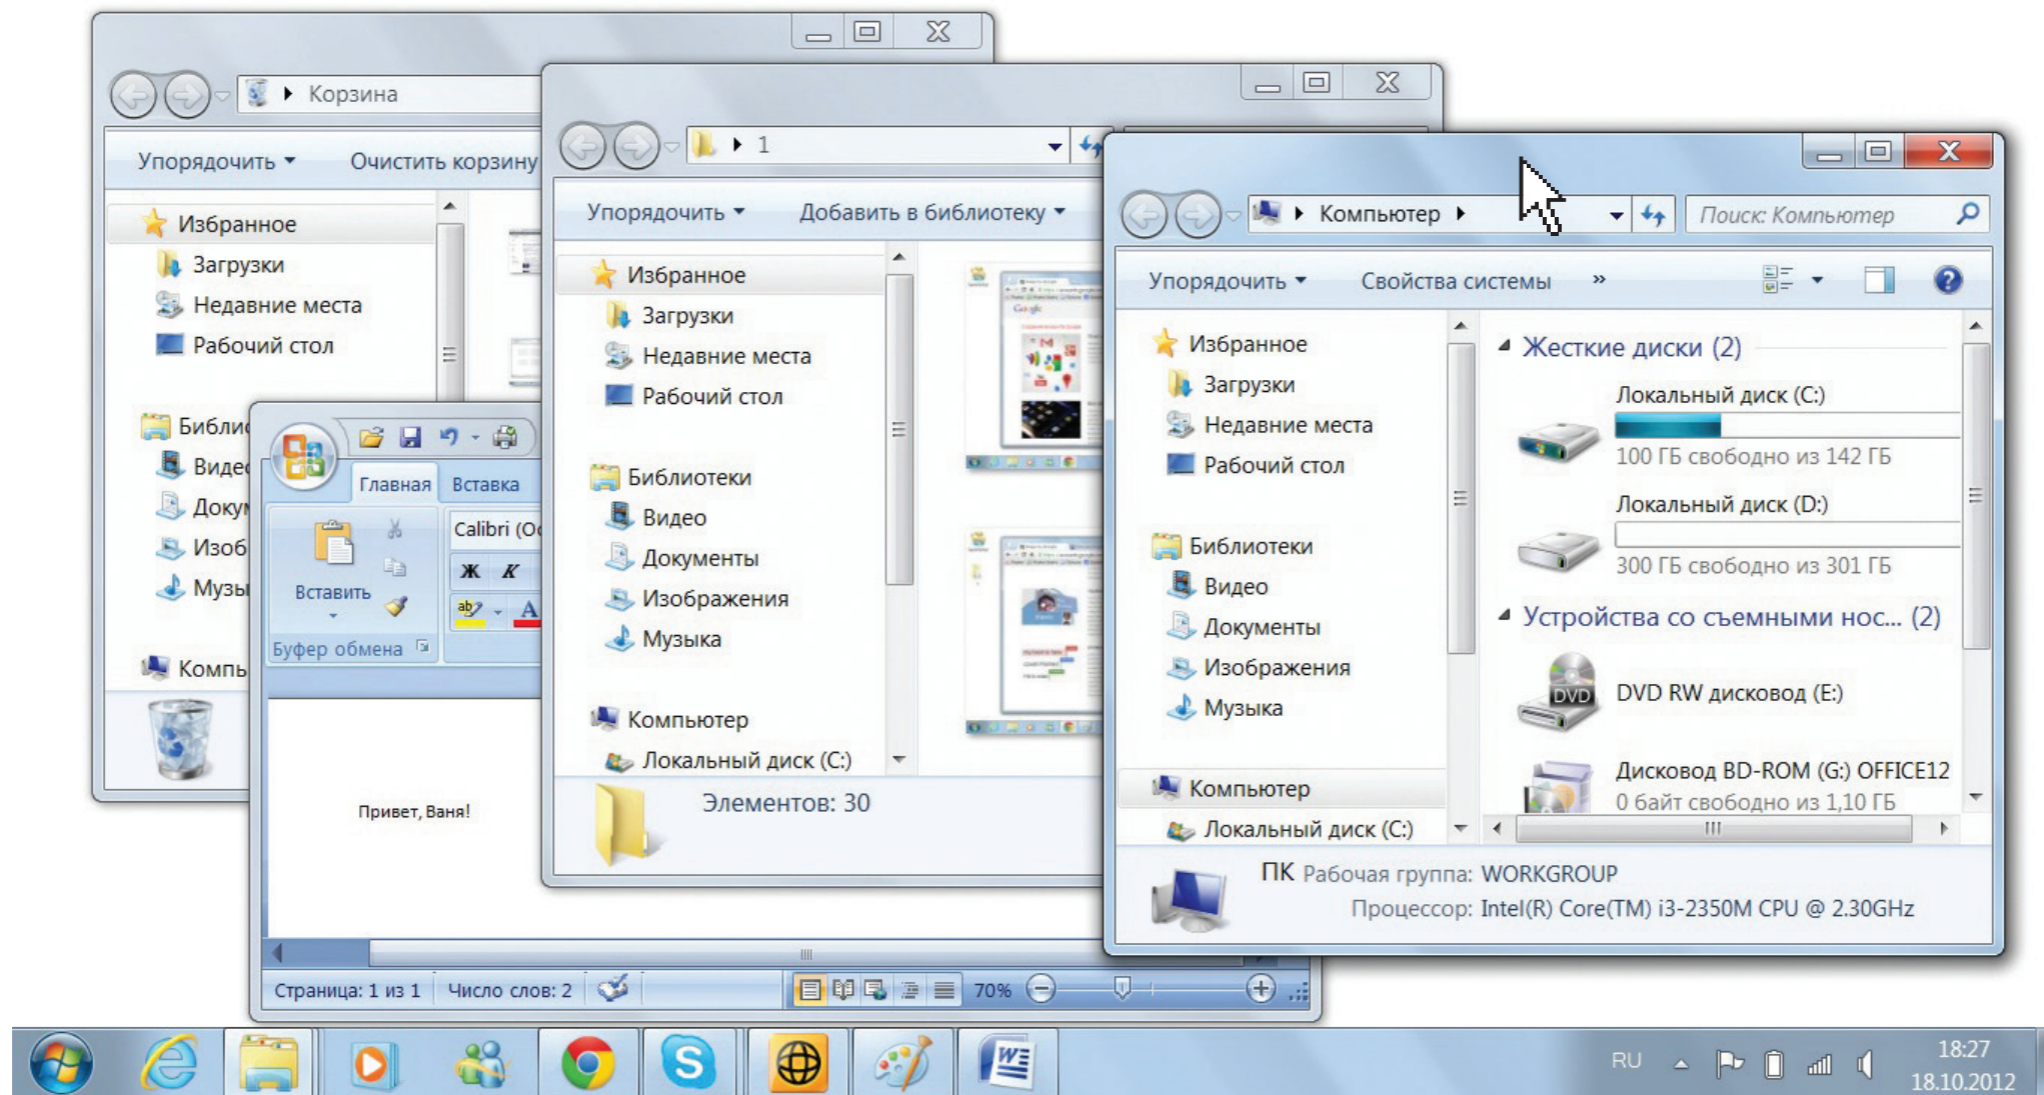 Корзина
Упорядочить
Очистить корзину
Избранное
Загрузки
Недавние места
Рабочий стол
Компь
Главная
Вставка
Calibri
Ж К
Вставить
Буфер обмена
Привет, Ваня!
Страница: 1 из 1
Число слов: 2
70%
1
Упорядочить
Добавить в библиотеку
Избранное
Загрузки
Недавние места
Рабочий стол
Библиотеки
Видео
Документы
Изображения
Музыка
Компьютер
Локальный диск (C:)
Google
Элементов: 30
Компьютер
Поиск: Компьютер
Упорядочить
Свойства системы
»
Избранное
Загрузки
Недавние места
Рабочий стол
Библиотеки
Видео
Документы
Изображения
Музыка
Компьютер
Локальный диск (C:)
Жесткие диски (2)
Локальный диск (C:)
100 ГБ свободно из 142 ГБ
Локальный диск (D:)
300 ГБ свободно из 301 ГБ
Устройства со съемными нос... (2)
DVD
DVD RW дисковод (E:)
Дисковод BD-ROM (G:) OFFICE12
0 байт свободно из 1,10 ГБ
ПК Рабочая группа: WORKGROUP
Процессор: Intel(R) Core(TM) i3-2350M CPU @ 2.30GHz
RU
18:27
18.10.2012